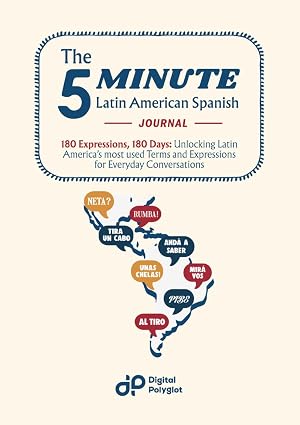 The
5 MINUTE
Latin American Spanish
JOURNAL
180 Expressions, 180 Days: Unlocking Latin
America's most used Terms and Expressions
for Everyday Conversations
NETA?
RUMBA!
TIRA
UN CABO
ANDÁ A
SABER
UNAS
CHELAS!
MIRÁ
VOS
PIBE
AL TIRO
Digital
Polyglot